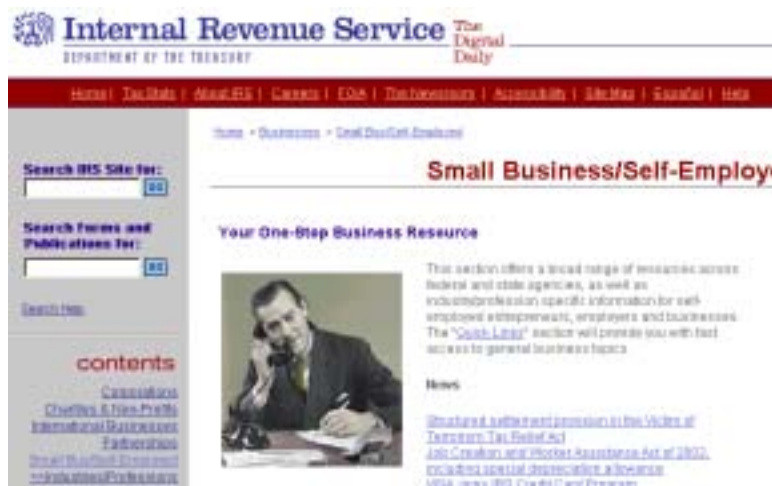 Internal Revenue Service The Digital Daily
DEPARTMENT OF THE TREASURY
Home | Tax Stats | About IRS | Careers | FOIA | The Newsroom | Accessibility | Site Map | Español | Help
Home > Businesses > Small Bus/Self-Employed
Search IRS Site for:
GO
Search Forms and
Publications for:
GO
Search Help
contents
Corporations
Charities & Non-Profits
International Businesses
Partnerships
Small Bus/Self-Employed
>>Industries/Professions
Small Business/Self-Employe
Your One-Stop Business Resource
This section offers a broad range of resources across
federal and state agencies, as well as
industry/profession specific information for self-
employed entrepreneurs, employers and businesses.
The "Quick Links" section will provide you with fast
access to general business topics.
News
Structured settlement provision in the Victims of
Terrorism Tax Relief Act
Job Creation and Worker Assistance Act of 2002,
including special depreciation allowance
IRS Credit Card Program